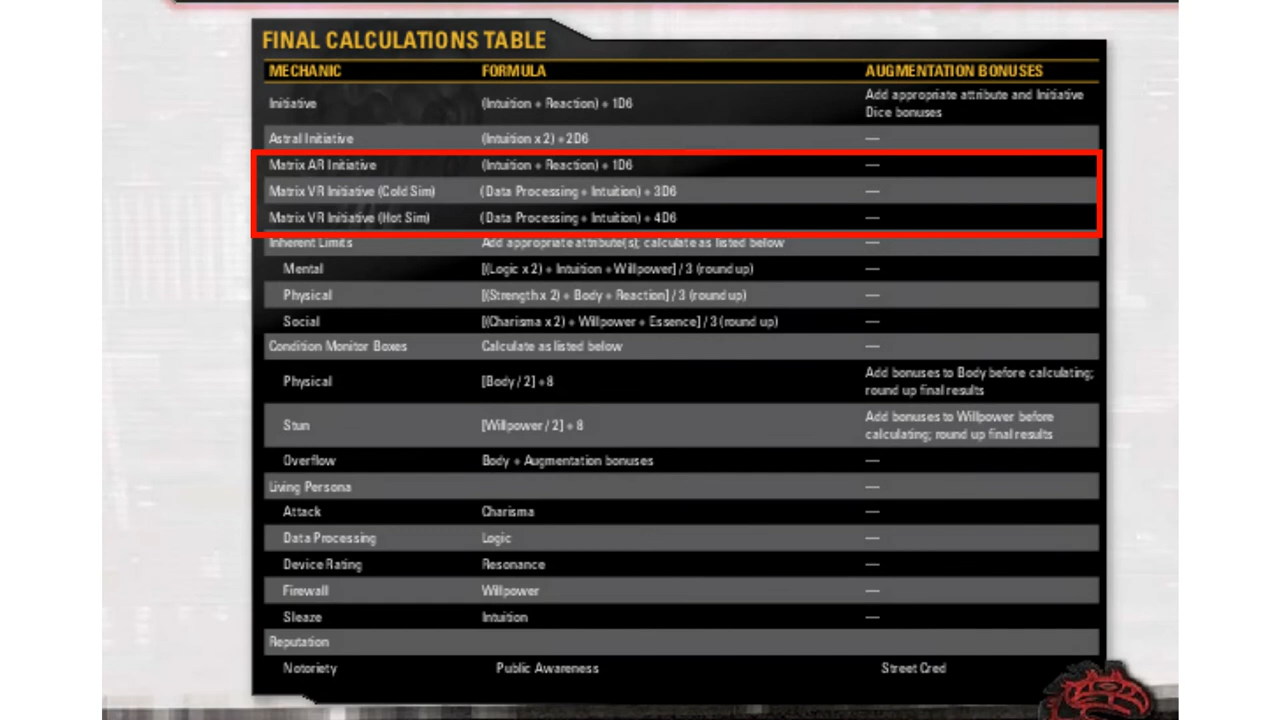 FINAL CALCULATIONS TABLE
MECHANIC FORMULA AUGMENTATION BONUSES
Initiative (Intuition + Reaction) + 1D6 Add appropriate attribute and Initiative
Dice bonuses
Astral Initiative (Intuition x 2) + 2D6 —
Matrix AR Initiative (Intuition + Reaction) + 1D6 —
Matrix VR Initiative (Cold Sim) (Data Processing + Intuition) + 3D6 —
Matrix VR Initiative (Hot Sim) (Data Processing + Intuition) + 4D6 —
Inherent Limits Add appropriate attribute(s); calculate as listed below —
Mental [(Logic x 2) + Intuition + Willpower] / 3 (round up) —
Physical [(Strength x 2) + Body + Reaction] / 3 (round up) —
Social [(Charisma x 2) + Willpower + Essence] / 3 (round up) —
Condition Monitor Boxes Calculate as listed below —
Physical [Body / 2] + 8 Add bonuses to Body before calculating;
round up final results
Stun [Willpower / 2] + 8 Add bonuses to Willpower before
calculating; round up final results
Overflow Body + Augmentation bonuses —
Living Persona —
Attack Charisma —
Data Processing Logic —
Device Rating Resonance —
Firewall Willpower —
Sleaze Intuition —
Reputation
Notoriety Public Awareness Street Cred